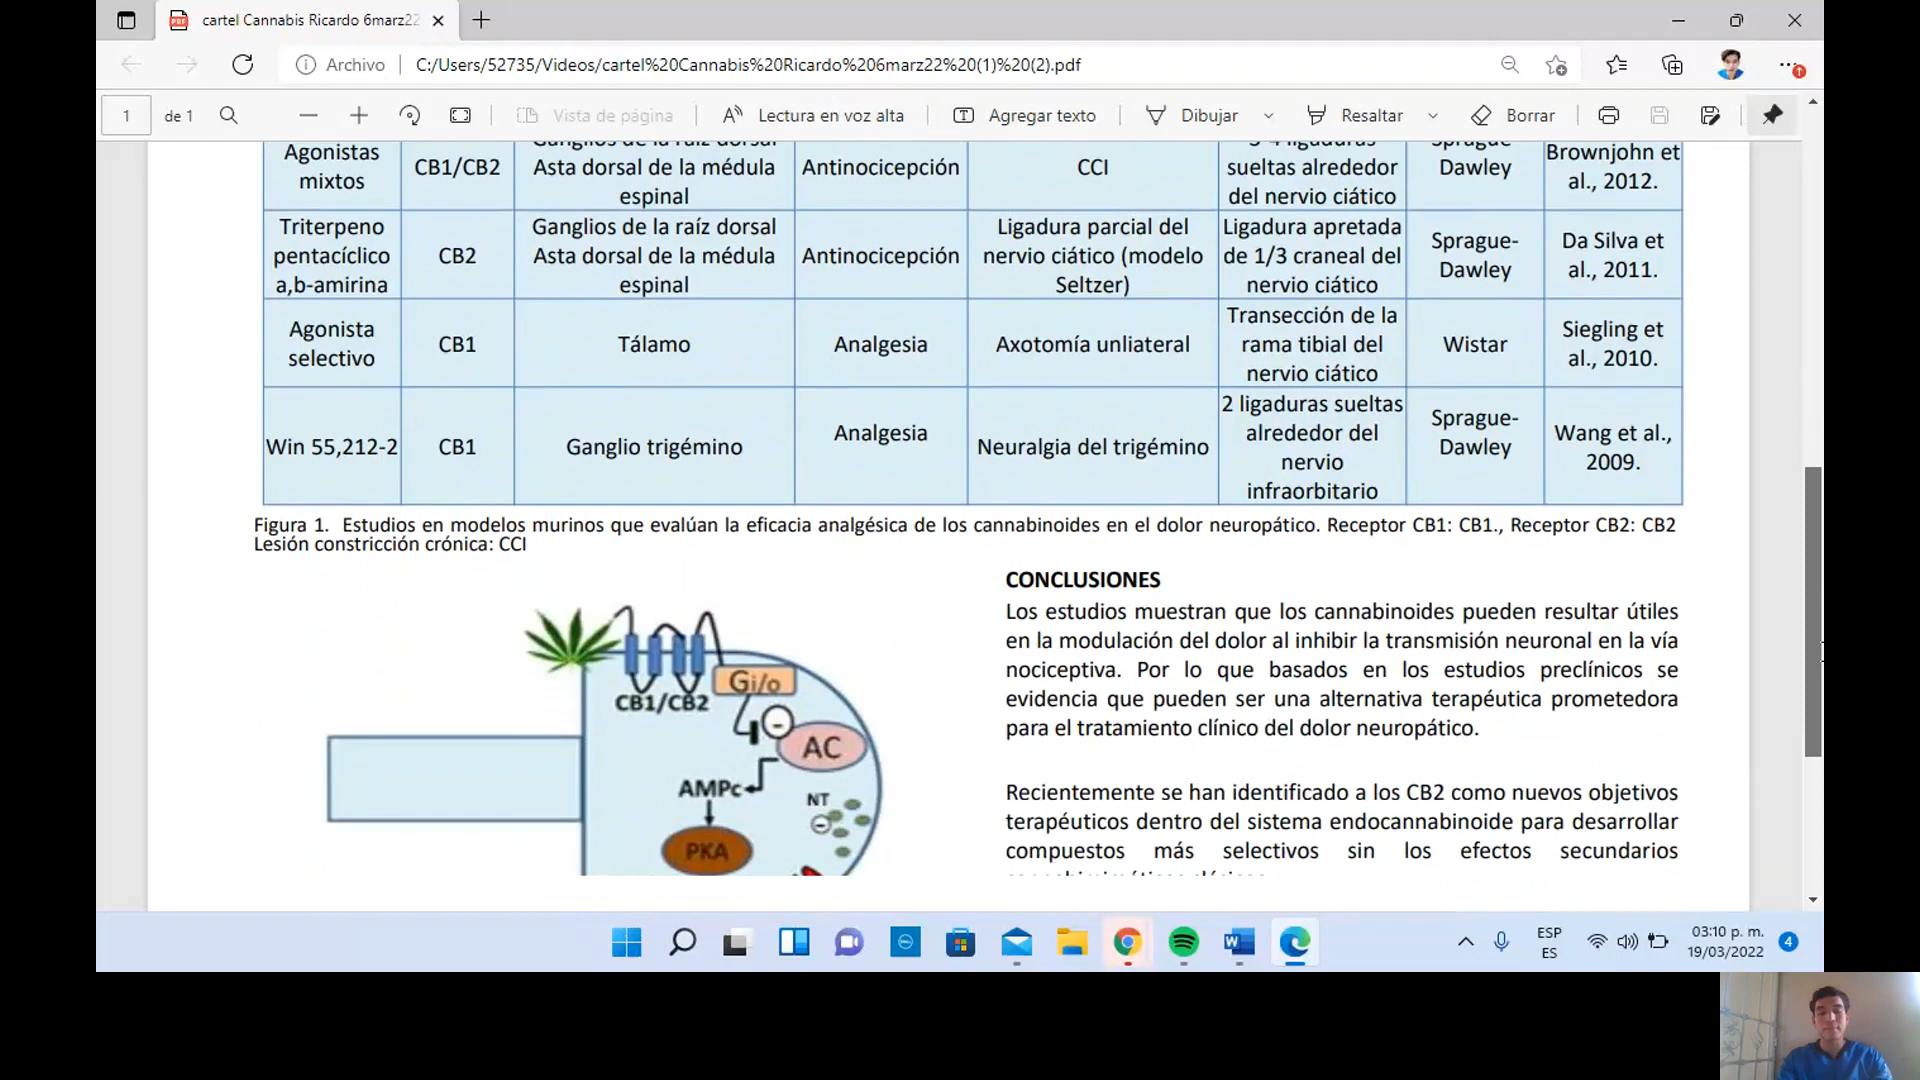 cartel Cannabis Ricardo 6marz22
Archivo
C:/Users/52735/Videos/cartel%20Cannabis%20Ricardo%206marz22%20(1)%20(2).pdf
1 de 1
Vista de página
Lectura en voz alta
Agregar texto
Dibujar
Resaltar
Borrar
Agonistas mixtos
CB1/CB2
Ganglios de la raíz dorsal
Asta dorsal de la médula
espinal
Antinocicepción
CCI
3-4 ligaduras
sueltas alrededor
del nervio ciático
Sprague-
Dawley
Brownjohn et
al., 2012.
Triterpeno
pentacíclico
a,b-amirina
CB2
Ganglios de la raíz dorsal
Asta dorsal de la médula
espinal
Antinocicepción
Ligadura parcial del
nervio ciático (modelo
Seltzer)
Ligadura apretada
de 1/3 craneal del
nervio ciático
Sprague-
Dawley
Da Silva et
al., 2011.
Agonista
selectivo
CB1
Tálamo
Analgesia
Axotomía unliateral
Transección de la
rama tibial del
nervio ciático
Wistar
Siegling et
al., 2010.
Win 55,212-2
CB1
Ganglio trigémino
Analgesia
Neuralgia del trigémino
2 ligaduras sueltas
alrededor del
nervio
infraorbitario
Sprague-
Dawley
Wang et al.,
2009.
Figura 1. Estudios en modelos murinos que evalúan la eficacia analgésica de los cannabinoides en el dolor neuropático. Receptor CB1: CB1., Receptor CB2: CB2
Lesión constricción crónica: CCI
CB1/CB2
Gi/o
AC
AMPc
NT
PKA
CONCLUSIONES
Los estudios muestran que los cannabinoides pueden resultar útiles
en la modulación del dolor al inhibir la transmisión neuronal en la vía
nociceptiva. Por lo que basados en los estudios preclínicos se
evidencia que pueden ser una alternativa terapéutica prometedora
para el tratamiento clínico del dolor neuropático.
Recientemente se han identificado a los CB2 como nuevos objetivos
terapéuticos dentro del sistema endocannabinoide para desarrollar
compuestos más selectivos sin los efectos secundarios
ESP
ES
03:10 p. m.
19/03/2022
4